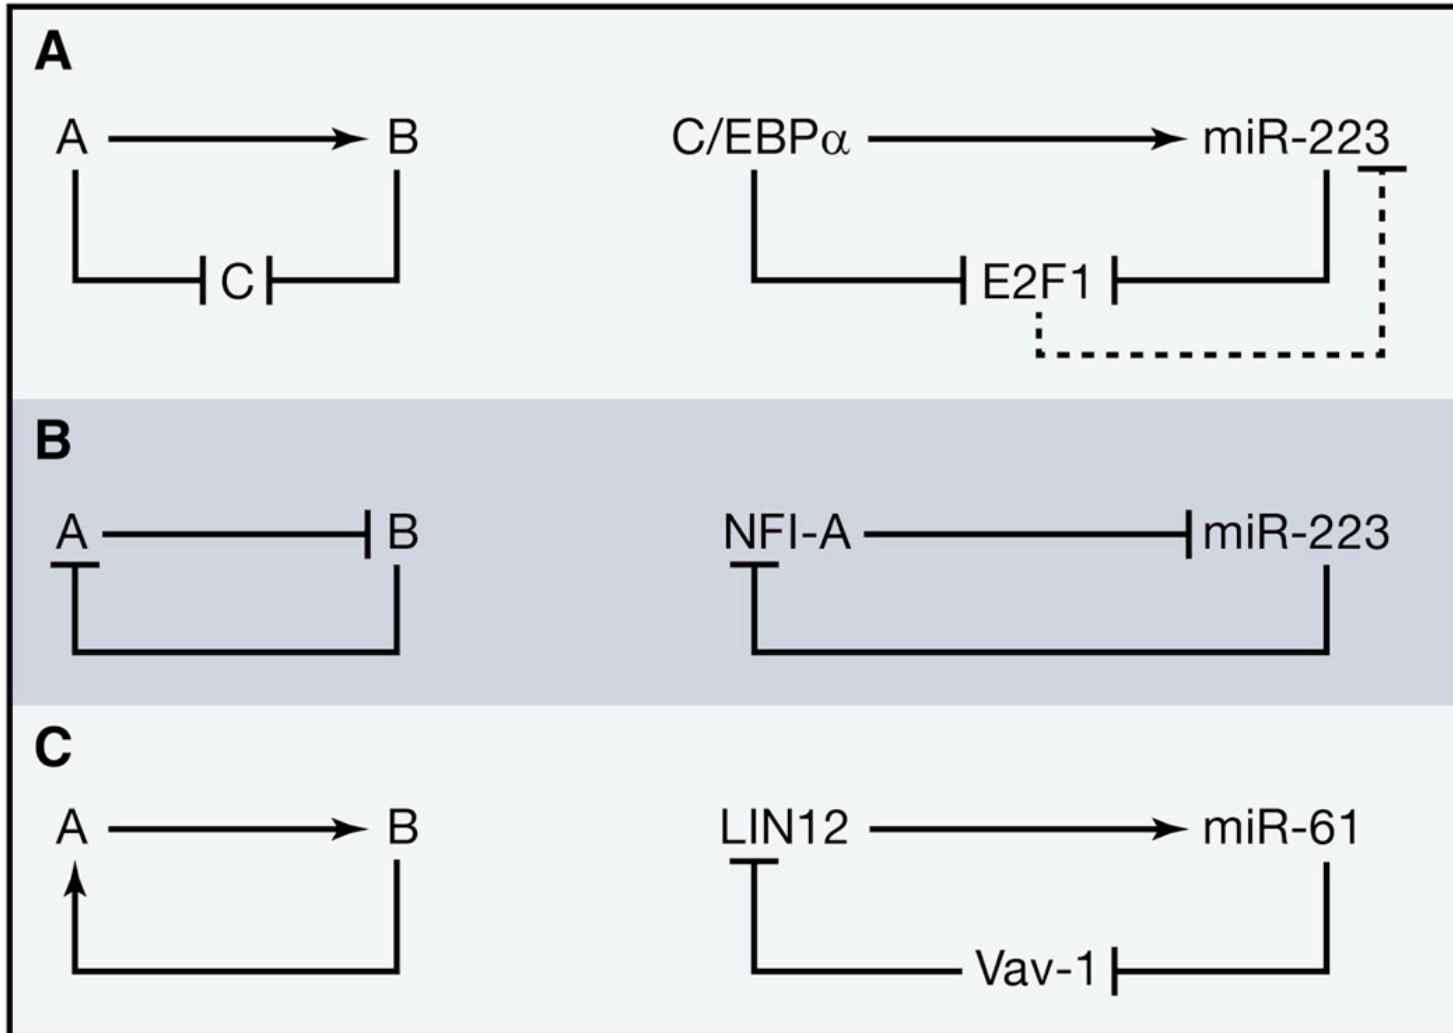 A
A B C/EBPα miR-223
C E2F1
B
A B NFI-A miR-223
C
A B LIN12 miR-61
Vav-1